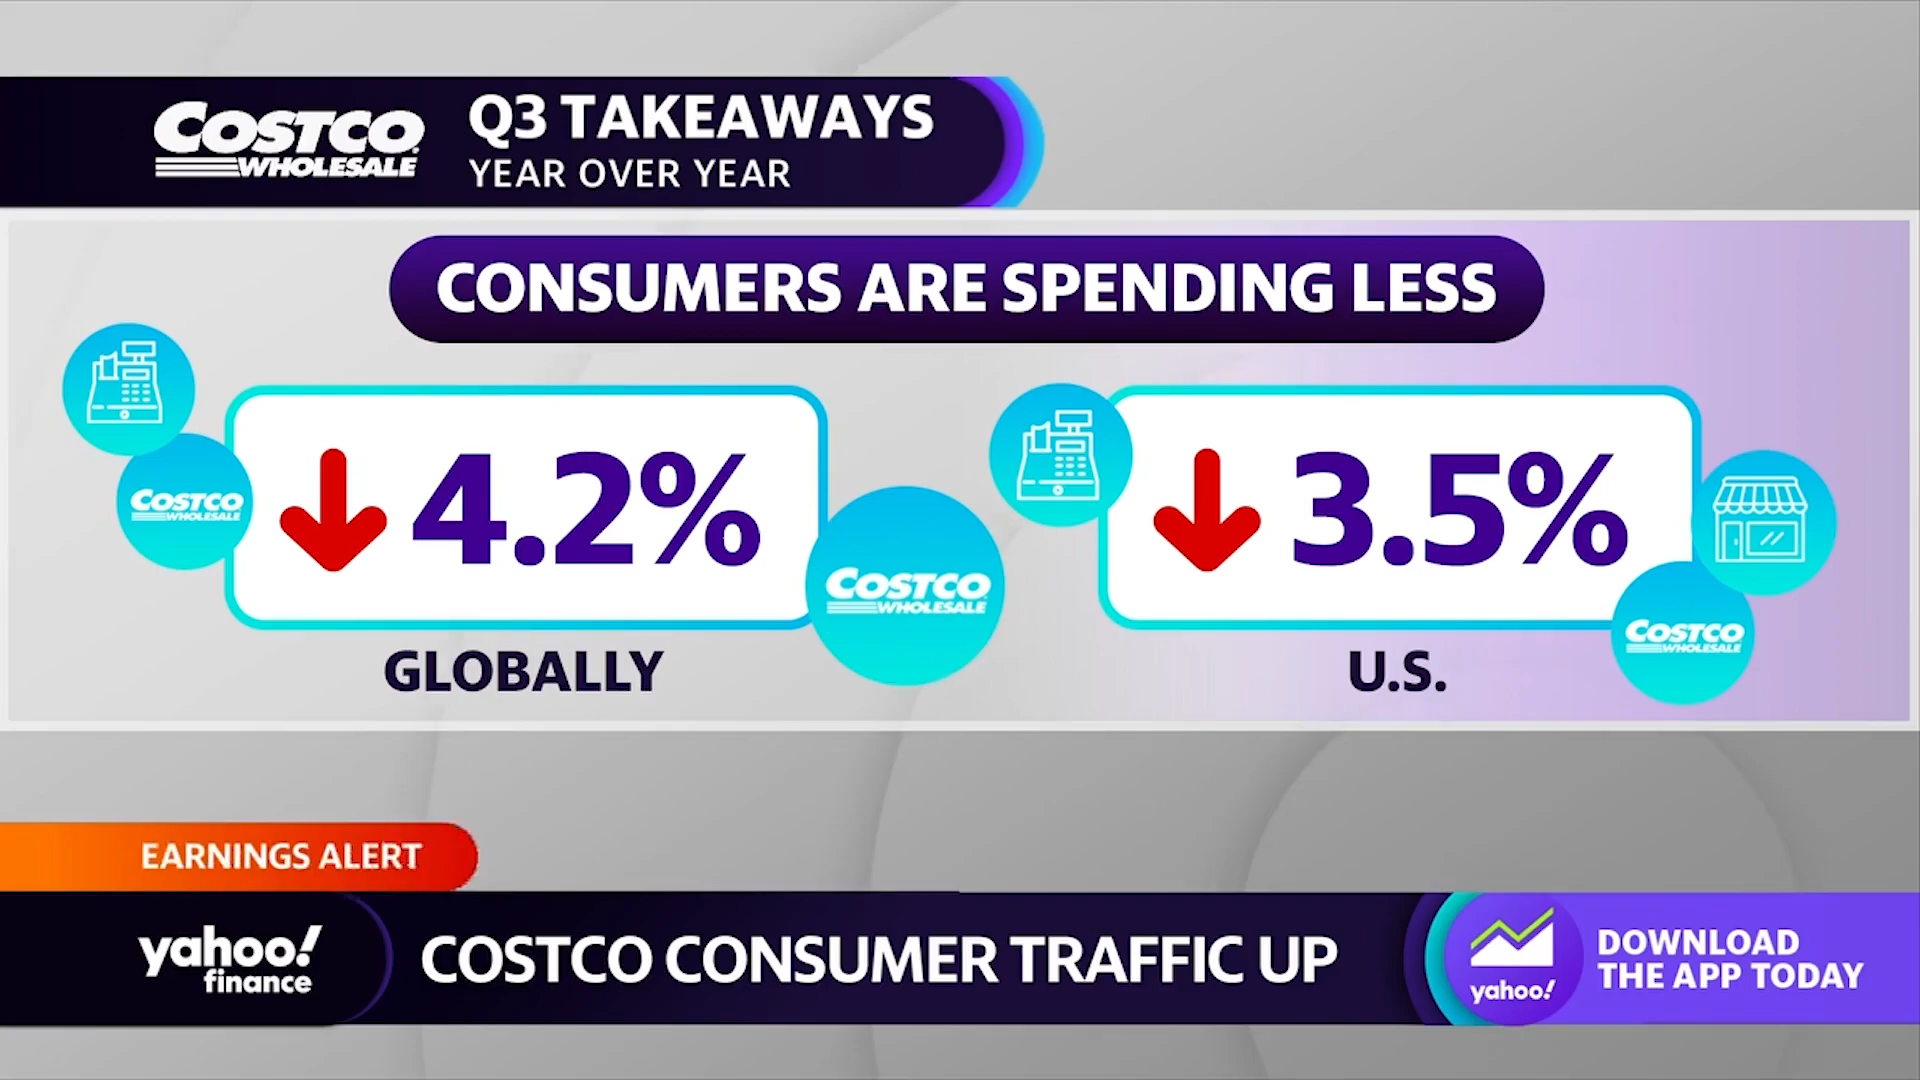 COSTCO
WHOLESALE
Q3 TAKEAWAYS
YEAR OVER YEAR
CONSUMERS ARE SPENDING LESS
COSTCO
WHOLESALE
4.2%
COSTCO
WHOLESALE
GLOBALLY
3.5%
COSTCO
WHOLESALE
U.S.
EARNINGS ALERT
yahoo!
finance
COSTCO CONSUMER TRAFFIC UP
yahoo!
DOWNLOAD
THE APP TODAY